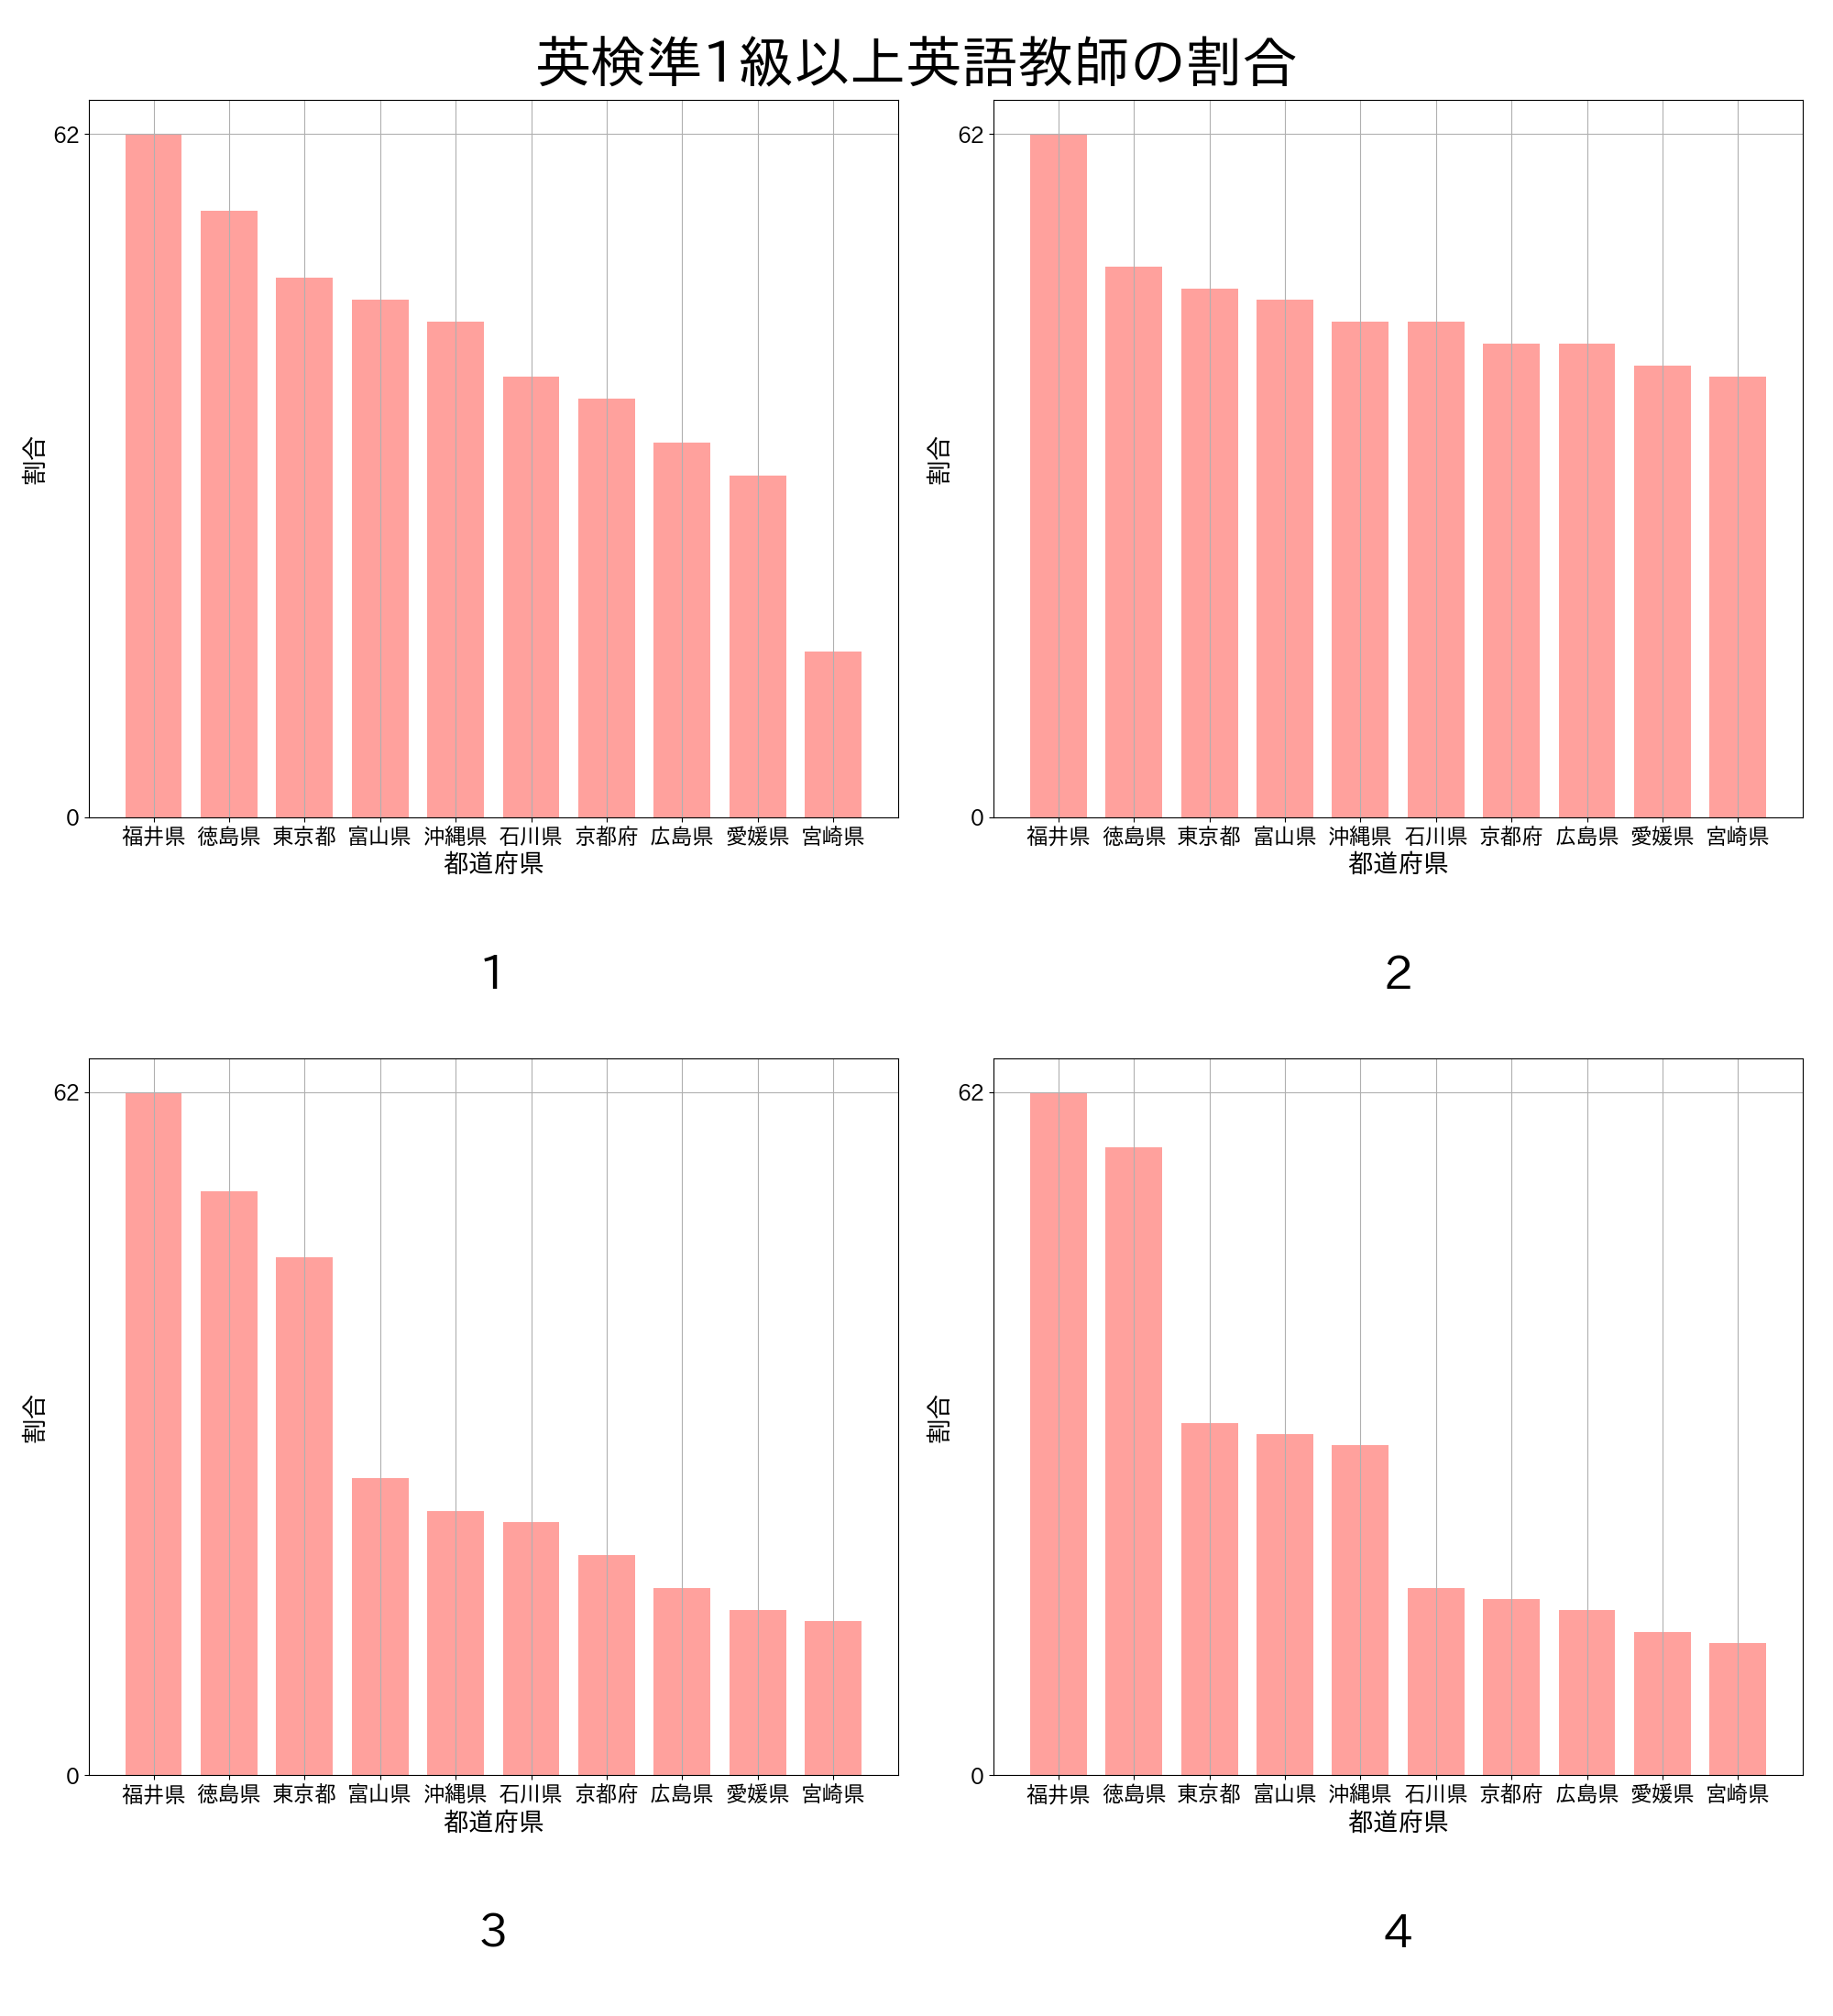 英検準1級以上英語教師の割合
62
0
割合
福井県 徳島県 東京都 富山県 沖縄県 石川県 京都府 広島県 愛媛県 宮崎県
都道府県
1
62
0
割合
福井県 徳島県 東京都 富山県 沖縄県 石川県 京都府 広島県 愛媛県 宮崎県
都道府県
2
62
0
割合
福井県 徳島県 東京都 富山県 沖縄県 石川県 京都府 広島県 愛媛県 宮崎県
都道府県
3
62
0
割合
福井県 徳島県 東京都 富山県 沖縄県 石川県 京都府 広島県 愛媛県 宮崎県
都道府県
4